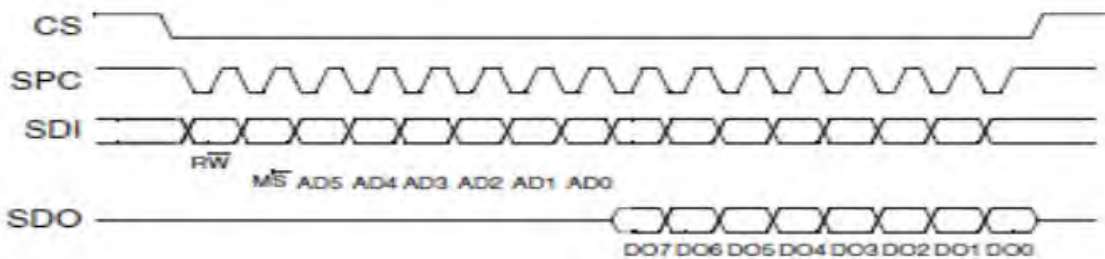 CS
SPC
SDI
RW̅
MS̅ AD5 AD4 AD3 AD2 AD1 AD0
SDO
DO7 DO6 DO5 DO4 DO3 DO2 DO1 DO0